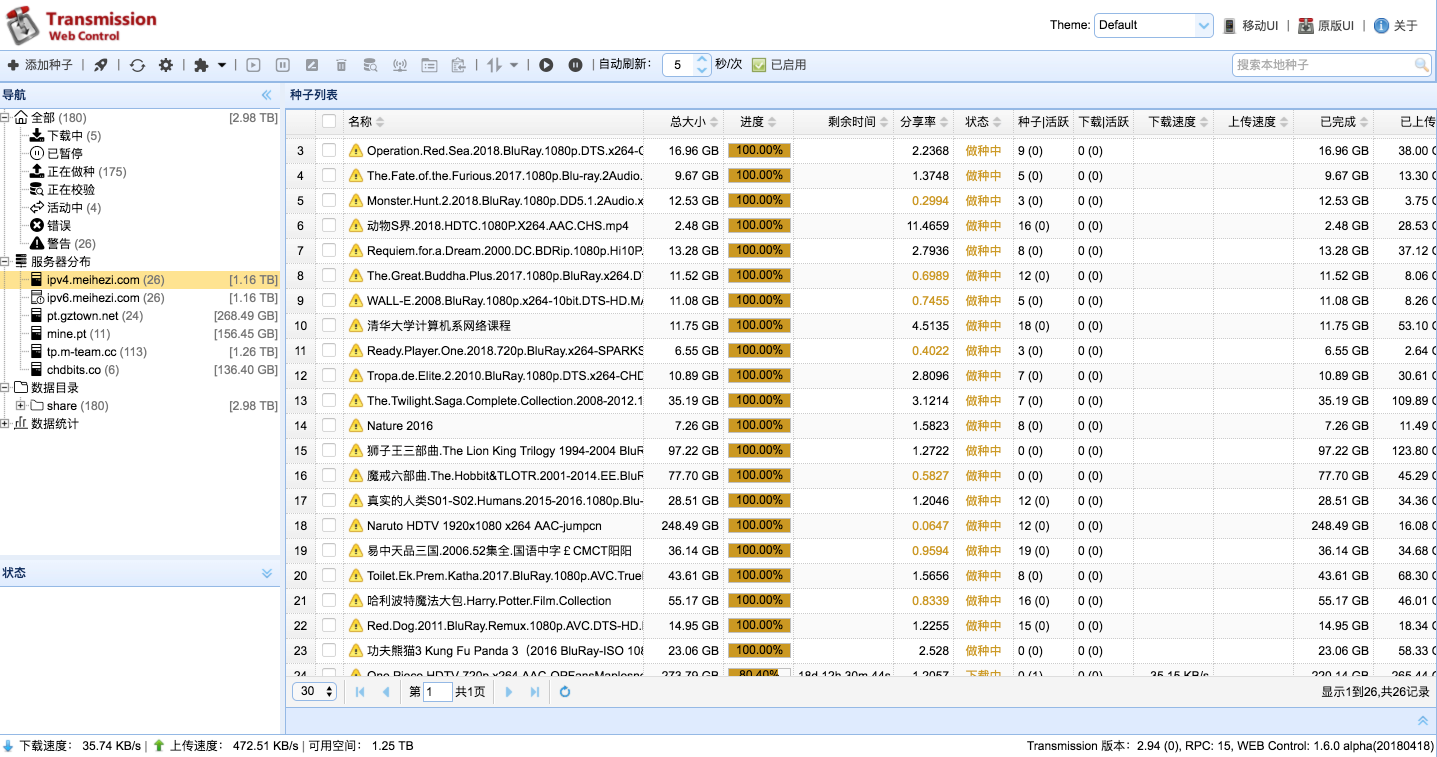 Transmission
Web Control
Theme: Default 移动UI | 原版UI | 关于
添加种子 | | | | | 自动刷新： 5 秒/次 已启用 搜索本地种子
导航
全部 (180) [2.98 TB]
下载中 (5)
已暂停
正在做种 (175)
正在校验
活动中 (4)
错误
警告 (26)
服务器分布
ipv4.meihezi.com (26) [1.16 TB]
ipv6.meihezi.com (26) [1.16 TB]
pt.gztown.net (24) [268.49 GB]
mine.pt (11) [156.45 GB]
tp.m-team.cc (113) [1.26 TB]
chdbits.co (6) [136.40 GB]
数据目录
share (180) [2.98 TB]
数据统计
状态
种子列表
名称 总大小 进度 剩余时间 分享率 状态 种子|活跃 下载|活跃 下载速度 上传速度 已完成 已上传
3 Operation.Red.Sea.2018.BluRay.1080p.DTS.x264-C 16.96 GB 100.00% 2.2368 做种中 9 (0) 0 (0) 16.96 GB 38.00
4 The.Fate.of.the.Furious.2017.1080p.Blu-ray.2Audio. 9.67 GB 100.00% 1.3748 做种中 5 (0) 0 (0) 9.67 GB 13.30
5 Monster.Hunt.2.2018.BluRay.1080p.DD5.1.2Audio.x 12.53 GB 100.00% 0.2994 做种中 3 (0) 0 (0) 12.53 GB 3.75
6 动物S界.2018.HDTC.1080P.X264.AAC.CHS.mp4 2.48 GB 100.00% 11.4659 做种中 16 (0) 0 (0) 2.48 GB 28.53
7 Requiem.for.a.Dream.2000.DC.BDRip.1080p.Hi10P. 13.28 GB 100.00% 2.7936 做种中 8 (0) 0 (0) 13.28 GB 37.12
8 The.Great.Buddha.Plus.2017.1080p.BluRay.x264.D 11.52 GB 100.00% 0.6989 做种中 12 (0) 0 (0) 11.52 GB 8.06
9 WALL-E.2008.BluRay.1080p.x264-10bit.DTS-HD.MA 11.08 GB 100.00% 0.7455 做种中 5 (0) 0 (0) 11.08 GB 8.26
10 清华大学计算机系网络课程 11.75 GB 100.00% 4.5135 做种中 18 (0) 0 (0) 11.75 GB 53.10
11 Ready.Player.One.2018.720p.BluRay.x264-SPARKS 6.55 GB 100.00% 0.4022 做种中 3 (0) 0 (0) 6.55 GB 2.64
12 Tropa.de.Elite.2.2010.BluRay.1080p.DTS.x264-CHD 10.89 GB 100.00% 2.8096 做种中 7 (0) 0 (0) 10.89 GB 30.61
13 The.Twilight.Saga.Complete.Collection.2008-2012.1 35.19 GB 100.00% 3.1214 做种中 7 (0) 0 (0) 35.19 GB 109.89
14 Nature 2016 7.26 GB 100.00% 1.5823 做种中 8 (0) 0 (0) 7.26 GB 11.49
15 狮子王三部曲.The Lion King Trilogy 1994-2004 BluR 97.22 GB 100.00% 1.2722 做种中 0 (0) 97.22 GB 123.80
16 魔戒六部曲.The.Hobbit&TLOTR.2001-2014.EE.BluR 77.70 GB 100.00% 0.5827 做种中 0 (0) 77.70 GB 45.29
17 真实的人类S01-S02.Humans.2015-2016.1080p.Blu- 28.51 GB 100.00% 1.2046 做种中 12 (0) 0 (0) 28.51 GB 34.36
18 Naruto HDTV 1920x1080 x264 AAC-jumpcn 248.49 GB 100.00% 0.0647 做种中 12 (0) 0 (0) 248.49 GB 16.08
19 易中天品三国.2006.52集全.国语中字￡CMCT阳阳 36.14 GB 100.00% 0.9594 做种中 19 (0) 0 (0) 36.14 GB 34.68
20 Toilet.Ek.Prem.Katha.2017.BluRay.1080p.AVC.Truel 43.61 GB 100.00% 1.5656 做种中 8 (0) 0 (0) 43.61 GB 68.30
21 哈利波特魔法大包.Harry.Potter.Film.Collection 55.17 GB 100.00% 0.8339 做种中 16 (0) 0 (0) 55.17 GB 46.01
22 Red.Dog.2011.BluRay.Remux.1080p.AVC.DTS-HD. 14.95 GB 100.00% 1.2255 做种中 15 (0) 0 (0) 14.95 GB 18.34
23 功夫熊猫3 Kung Fu Panda 3（2016 BluRay-ISO 108 23.06 GB 100.00% 2.528 做种中 0 (0) 23.06 GB 58.33
24 One Piece HDTV 720p x264 AAC 273.79 GB 80.40% 18d 12h 30m 44s 1.2057 下载中 0 (1) 0 (0) 35.15 KB/s 220.14 GB 265.44
30 第 1 共1页 显示1到26,共26记录
下载速度： 35.74 KB/s | 上传速度： 472.51 KB/s | 可用空间： 1.25 TB Transmission 版本：2.94 (0), RPC: 15, WEB Control: 1.6.0 alpha(20180418)